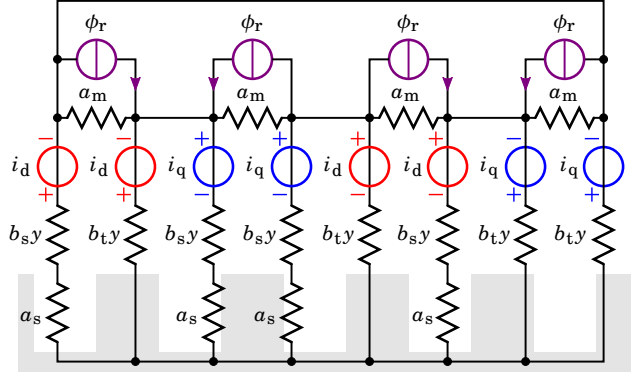 ϕr ϕr ϕr ϕr
am am am am
− − + + + + − −
id id iq iq id id iq iq
+ + − − − − + +
bsy bty bsy bsy bty bsy bty bty
as as as as